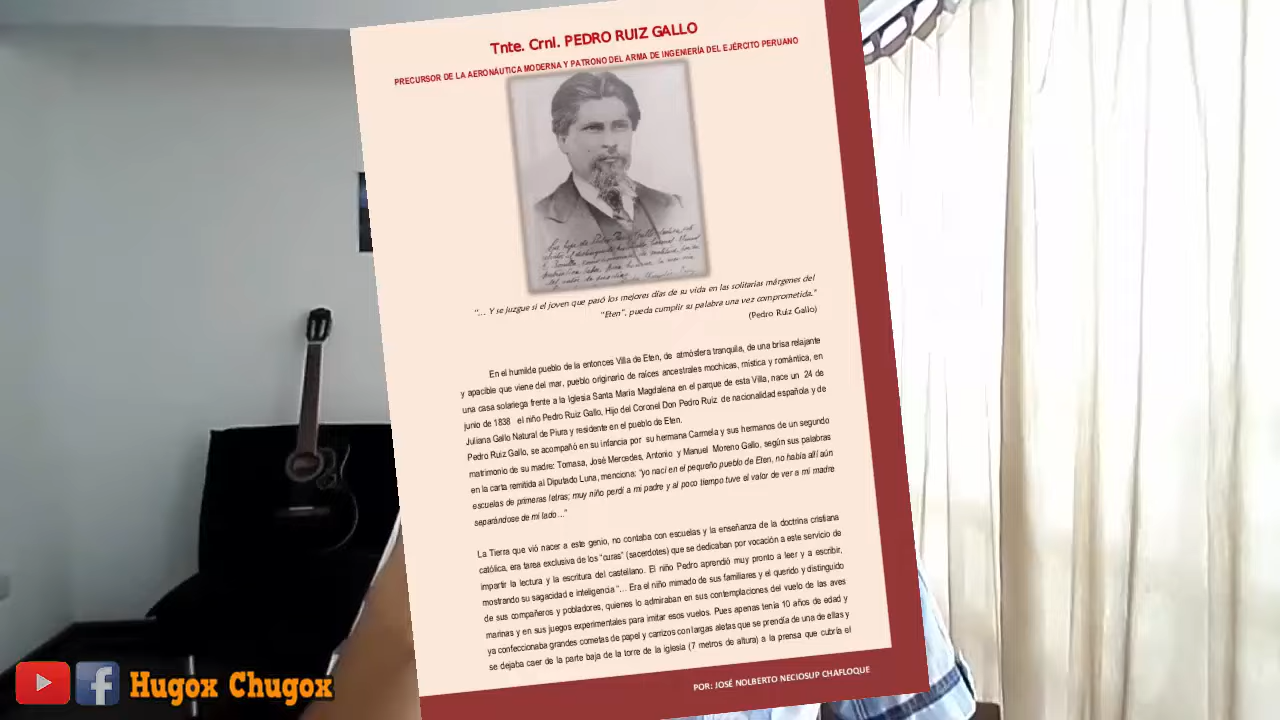 Tnte. Crnl. PEDRO RUIZ GALLO
PRECURSOR DE LA AERONÁUTICA MODERNA Y PATRONO DEL ARMA DE INGENIERÍA DEL EJÉRCITO PERUANO
"... Y se juzgue si el joven que pasó los mejores días de su vida en las solitarias márgenes del
"Eten", pueda cumplir su palabra una vez comprometida."
(Pedro Ruiz Gallo)
En el humilde pueblo de la entonces Villa de Eten, de atmósfera tranquila, de una brisa relajante
y apacible que viene del mar, pueblo originario de raíces ancestrales mochicas, mística y romántica, en
una casa solariega frente a la Iglesia Santa María Magdalena en el parque de esta Villa, nace un 24 de
junio de 1838 el niño Pedro Ruiz Gallo, Hijo del Coronel Don Pedro Ruiz de nacionalidad española y de
Juliana Gallo Natural de Piura y residente en el pueblo de Eten.
Pedro Ruiz Gallo, se acompañó en su infancia por su hermana Carmela y sus hermanos de un segundo
matrimonio de su madre: Tomasa, José Mercedes, Antonio y Manuel Moreno Gallo, según sus palabras
en la carta remitida al Diputado Luna, menciona: "yo nací en el pequeño pueblo de Eten, no había allí aún
escuelas de primeras letras; muy niño perdí a mi padre y al poco tiempo tuve el valor de ver a mi madre
separándose de mi lado..."
La Tierra que vió nacer a este genio, no contaba con escuelas y la enseñanza de la doctrina cristiana
católica, era tarea exclusiva de los "curas" (sacerdotes) que se dedicaban por vocación a este servicio de
impartir la lectura y la escritura del castellano. El niño Pedro aprendió muy pronto a leer y a escribir,
mostrando su sagacidad e inteligencia "... Era el niño mimado de sus familiares y el querido y distinguido
de sus compañeros y pobladores, quienes lo admiraban en sus contemplaciones del vuelo de las aves
marinas y en sus juegos experimentales para imitar esos vuelos. Pues apenas tenía 10 años de edad y
ya confeccionaba grandes cometas de papel y carrizos con largas aletas que se prendía de una de ellas y
se dejaba caer de la parte baja de la torre de la iglesia (7 metros de altura) a la prensa que cubría el
POR: JOSÉ NOLBERTO NECIOSUP CHAFLOQUE
Hugox Chugox